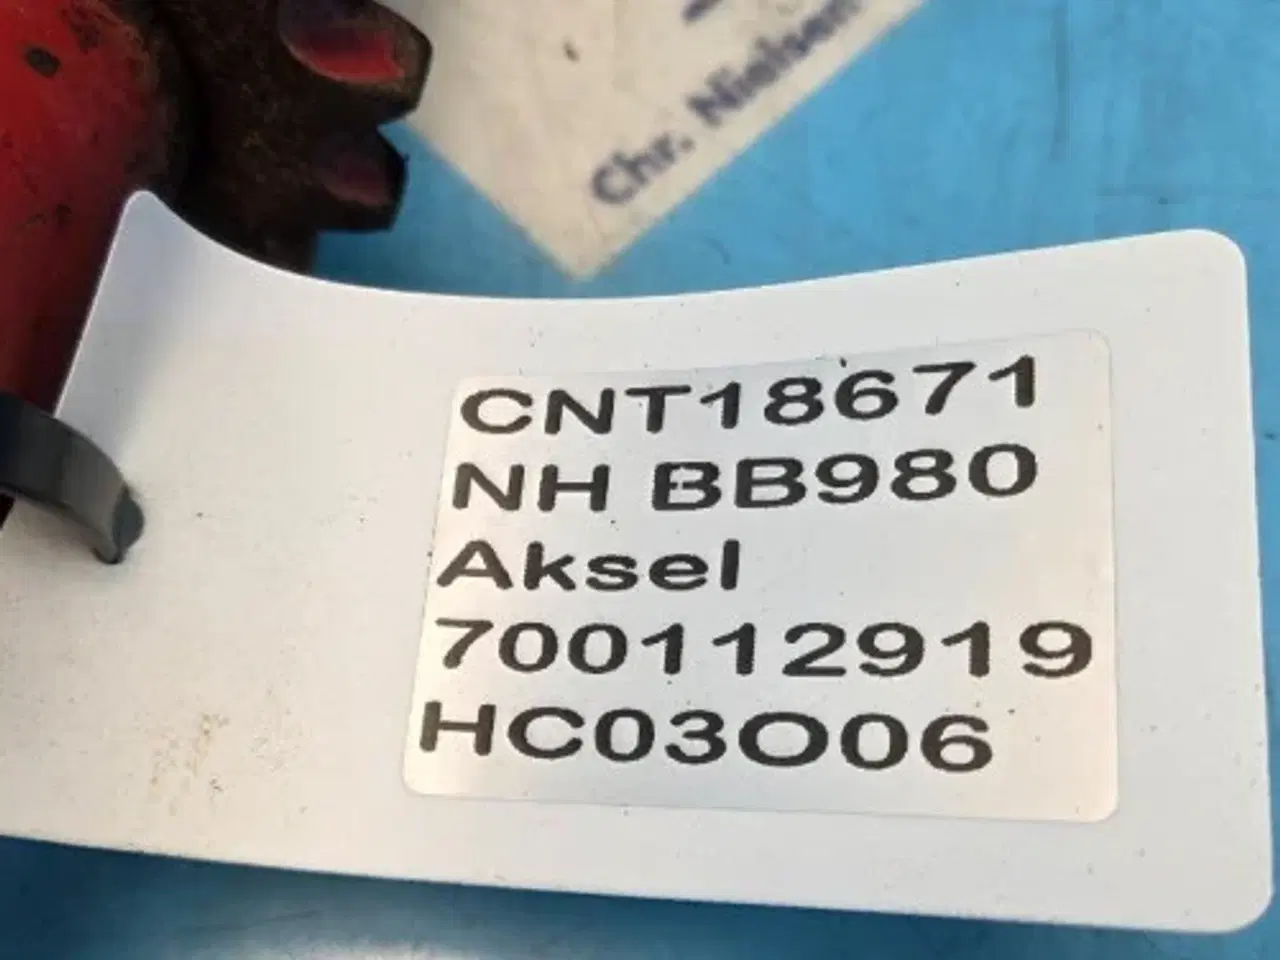 Chr. Nielsen
CNT18671
NH BB980
Aksel
700112919
HC03O06